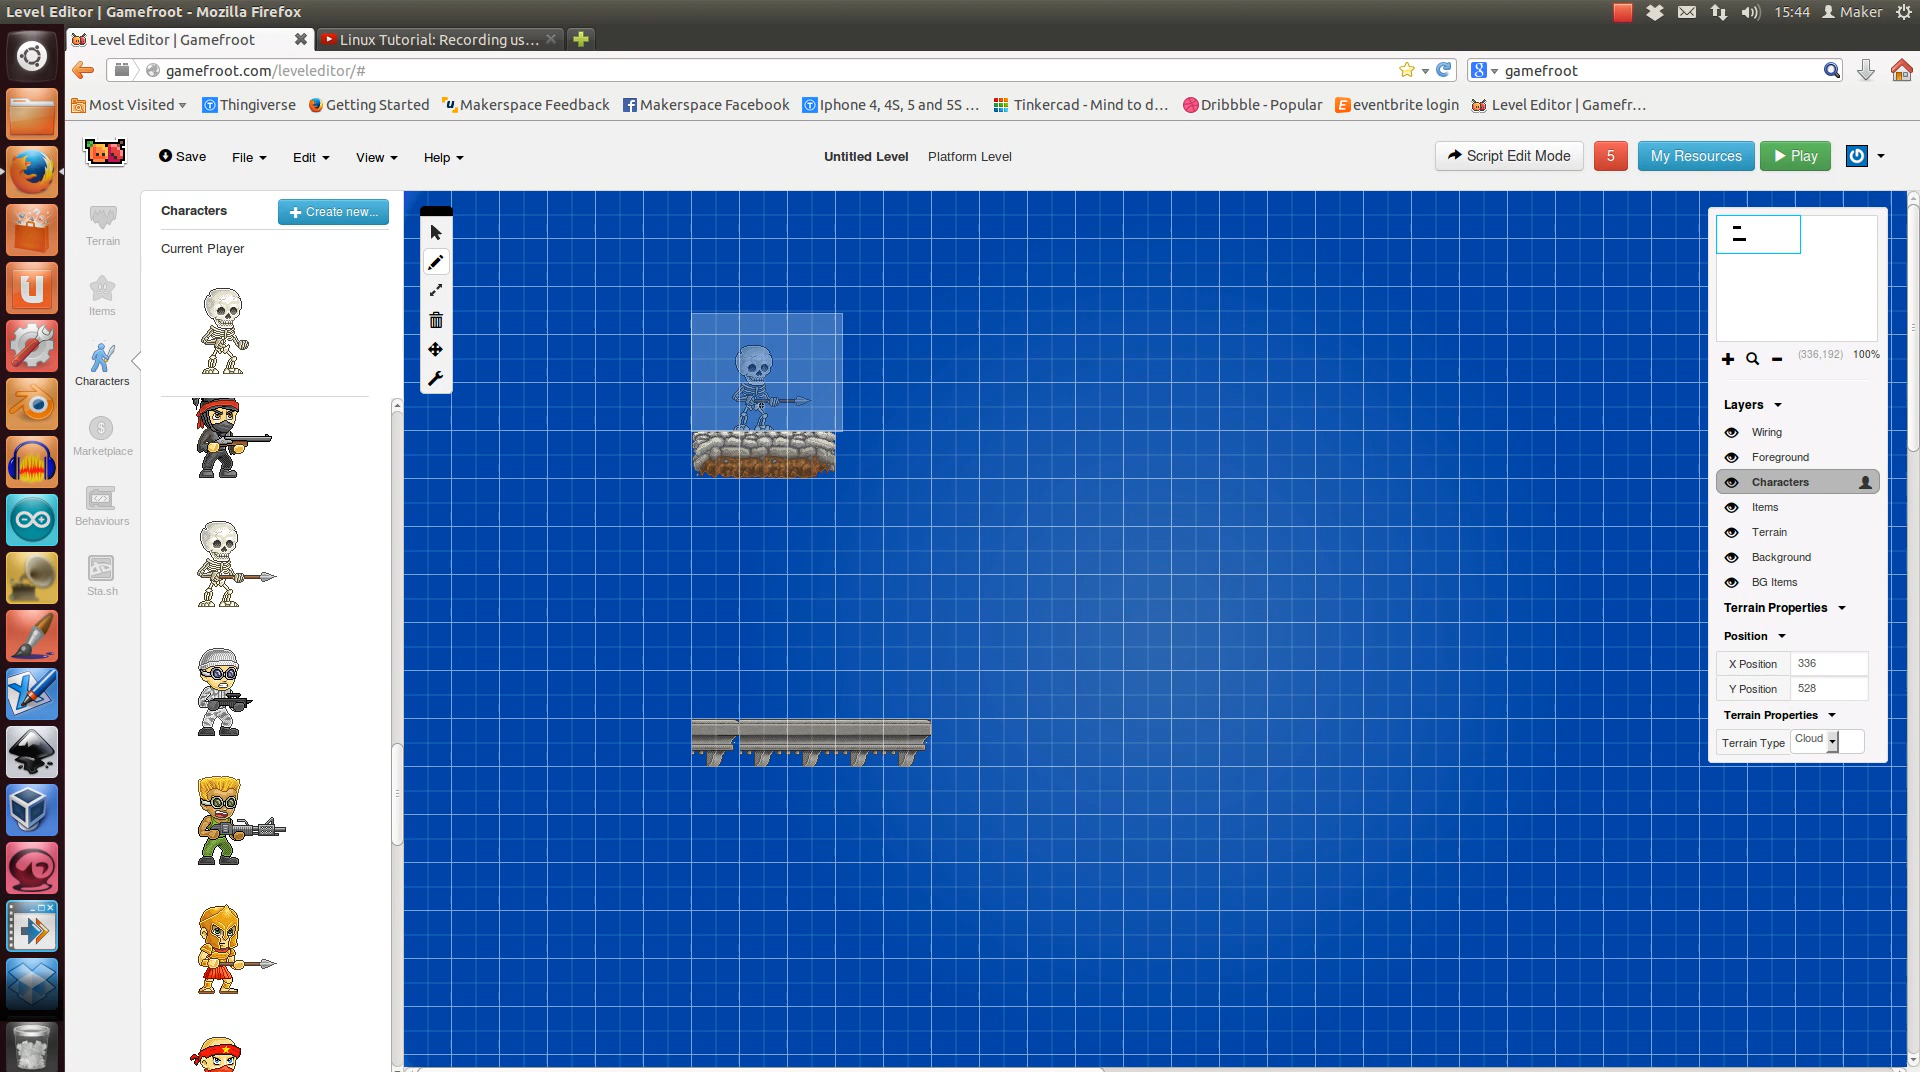 Level Editor | Gamefroot - Mozilla Firefox
15:44 Maker
Level Editor | Gamefroot
Linux Tutorial: Recording us...
gamefroot.com/leveleditor/#
8
gamefroot
Most Visited Thingiverse Getting Started Makerspace Feedback Makerspace Facebook Iphone 4, 4S, 5 and 5S ... Tinkercad - Mind to d... Dribbble - Popular eventbrite login Level Editor | Gamefr...
Save File Edit View Help
Untitled Level Platform Level
Script Edit Mode 5 My Resources Play
Terrain
Items
Characters
Marketplace
Behaviours
Sta.sh
Characters
Create new...
Current Player
(336,192) 100%
Layers
Wiring
Foreground
Characters
Items
Terrain
Background
BG Items
Terrain Properties
Position
X Position 336
Y Position 528
Terrain Properties
Terrain Type Cloud